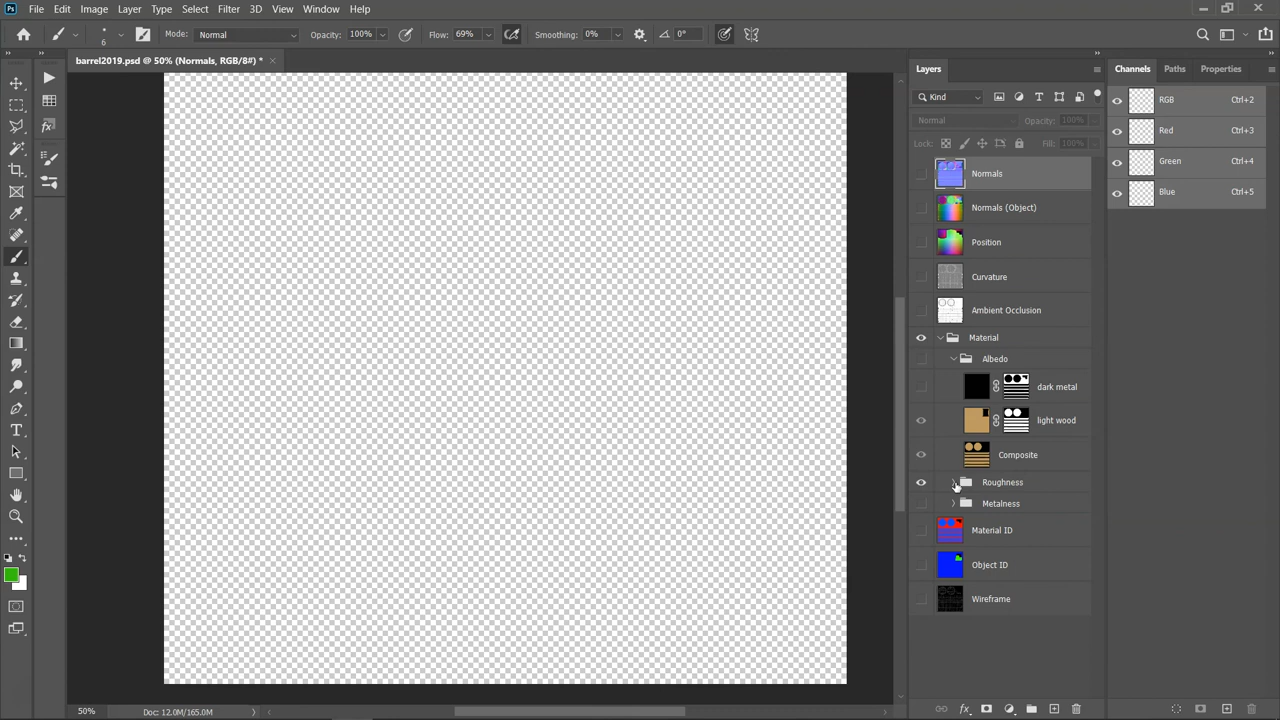 Ps File Edit Image Layer Type Select Filter 3D View Window Help
6 Mode: Normal Opacity: 100% Flow: 69% Smoothing: 0% 0°
barrel2019.psd @ 50% (Normals, RGB/8#) *
Layers
Kind
Normal Opacity: 100%
Lock: Fill: 100%
Normals
Normals (Object)
Position
Curvature
Ambient Occlusion
Material
Albedo
dark metal
light wood
Composite
Roughness
Metalness
Material ID
Object ID
Wireframe
Channels Paths Properties
RGB Ctrl+2
Red Ctrl+3
Green Ctrl+4
Blue Ctrl+5
50% Doc: 12.0M/165.0M